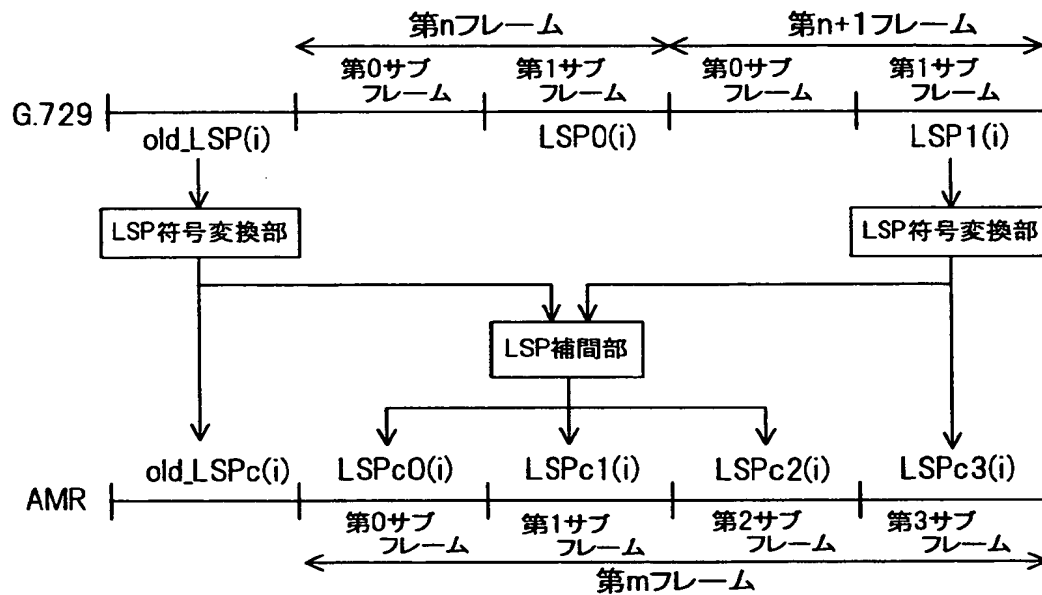 第nフレーム
第n+1フレーム
第0サブ
フレーム
第1サブ
フレーム
第0サブ
フレーム
第1サブ
フレーム
G.729
old_LSP(i)
LSP0(i)
LSP1(i)
LSP符号変換部
LSP符号変換部
LSP補間部
old_LSPc(i)
LSPc0(i)
LSPc1(i)
LSPc2(i)
LSPc3(i)
AMR
第0サブ
フレーム
第1サブ
フレーム
第2サブ
フレーム
第3サブ
フレーム
第mフレーム